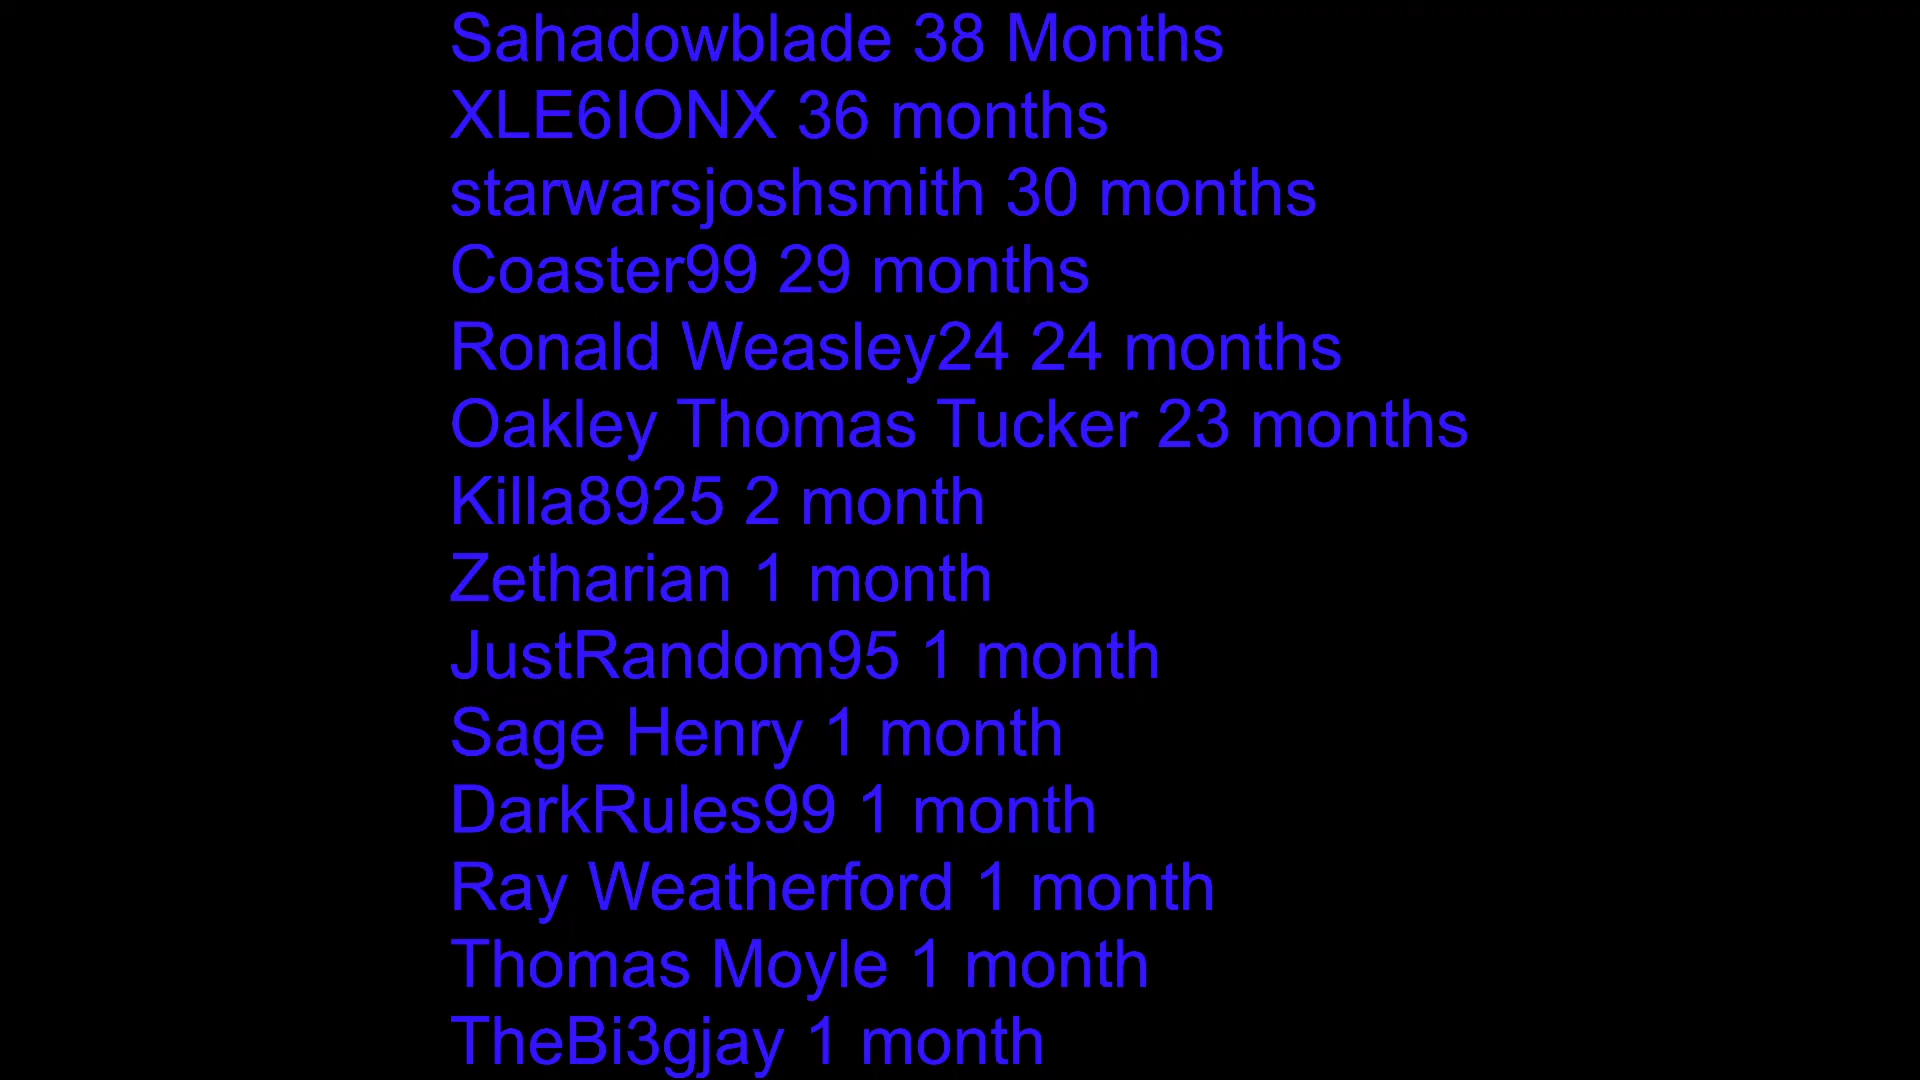 Sahadowblade 38 Months
XLE6IONX 36 months
starwarsjoshsmith 30 months
Coaster99 29 months
Ronald Weasley24 24 months
Oakley Thomas Tucker 23 months
Killa8925 2 month
Zetharian 1 month
JustRandom95 1 month
Sage Henry 1 month
DarkRules99 1 month
Ray Weatherford 1 month
Thomas Moyle 1 month
TheBi3gjay 1 month